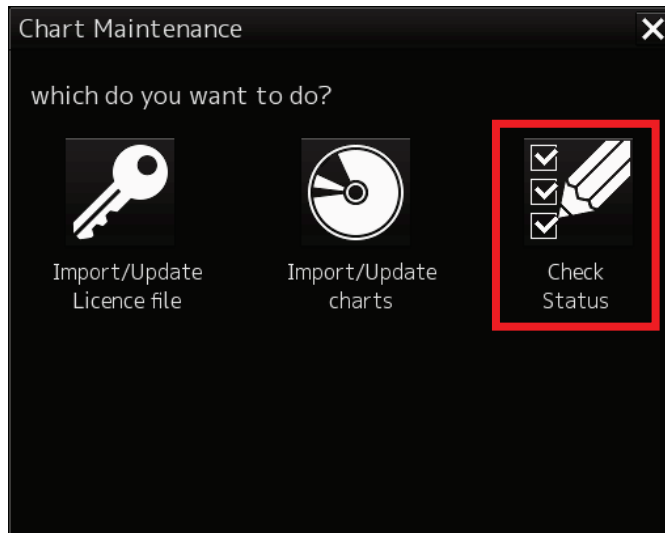 Chart Maintenance
which do you want to do?
Import/Update
Licence file
Import/Update
charts
Check
Status